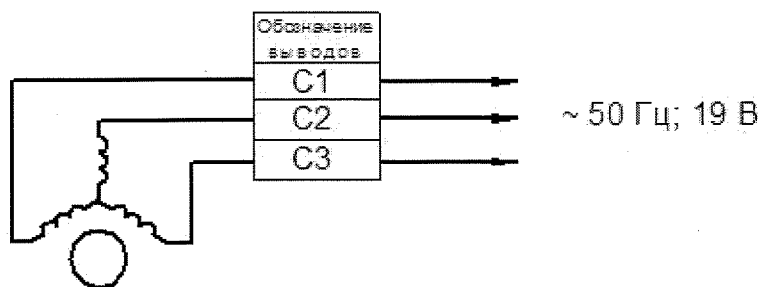 Обозначение
выводов
С1
С2
С3
~ 50 Гц; 19 В